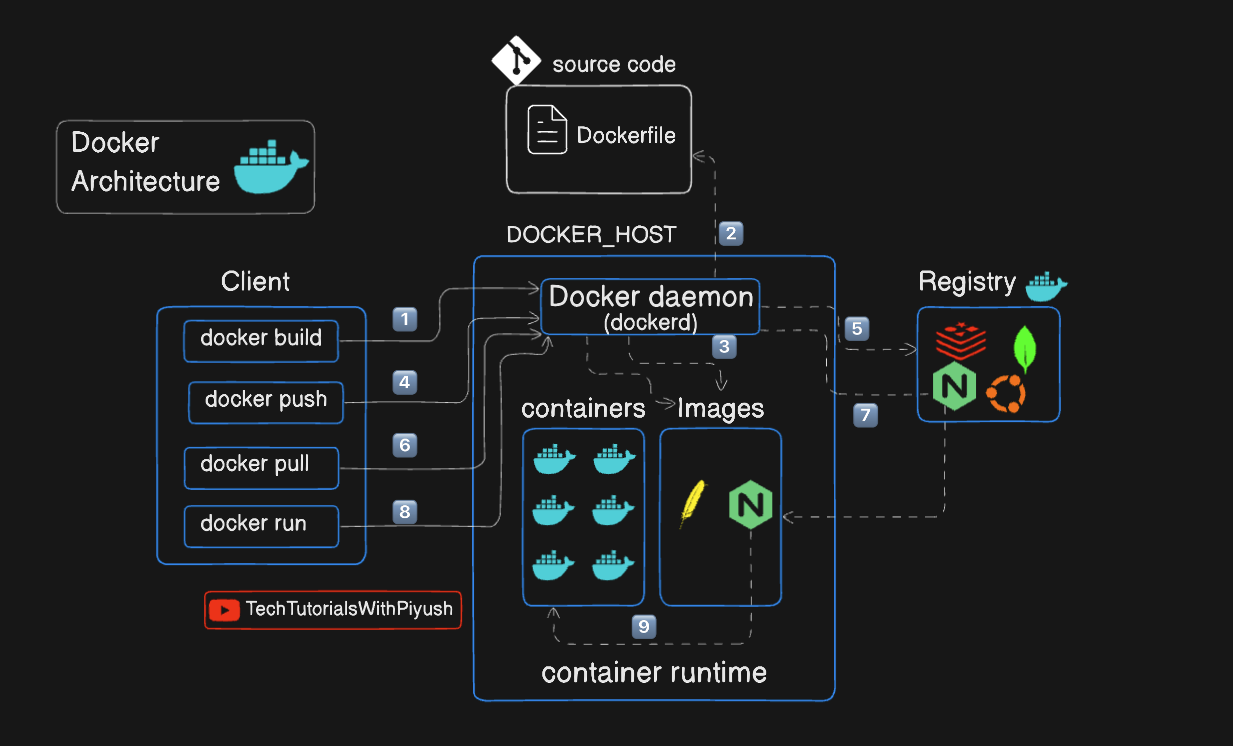 source code
Dockerfile
Docker
Architecture
2
DOCKER_HOST
Client
Docker daemon
(dockerd)
Registry
docker build
1
3
5
docker push
4
containers
Images
7
docker pull
6
N
docker run
8
N
TechTutorialsWithPiyush
9
container runtime